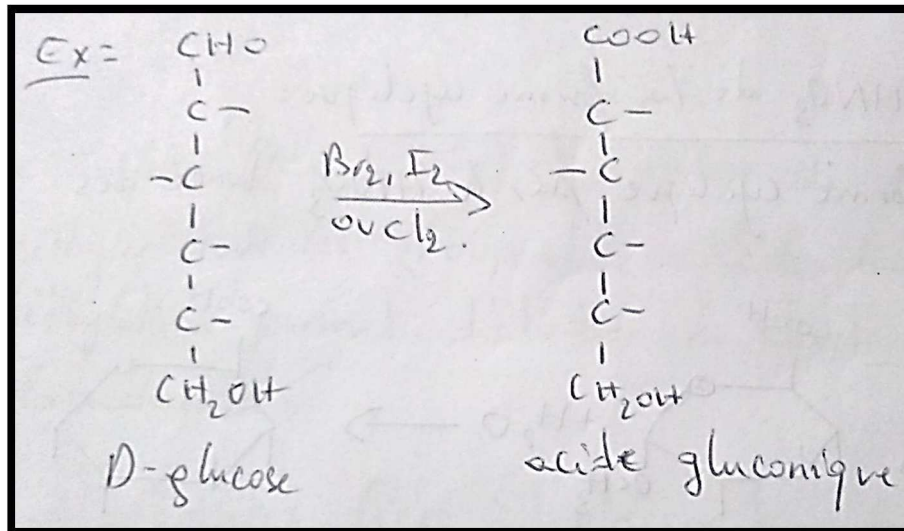 Ex= CHO COOH
C- C-
-C Br2, I2 -C
ou Cl2.
C- C-
C- C-
CH2OH CH2OH
D-glucose acide gluconique